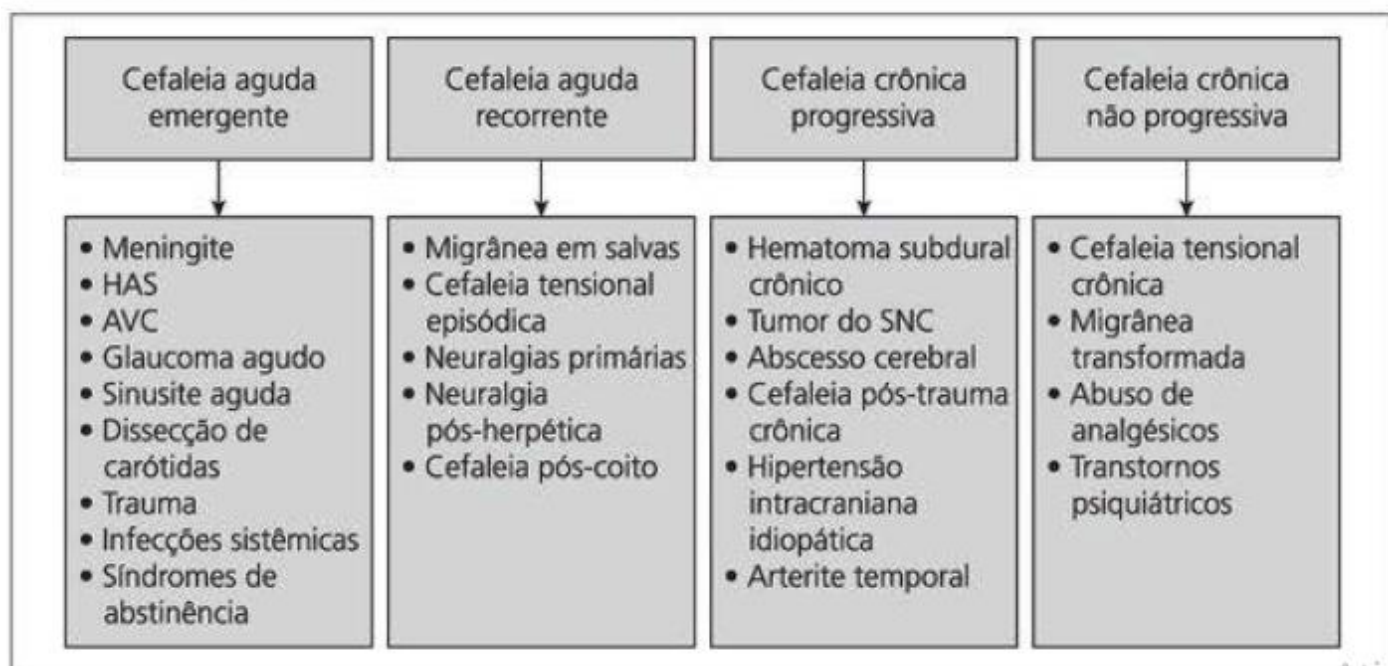 Cefaleia aguda
emergente
Cefaleia aguda
recorrente
Cefaleia crônica
progressiva
Cefaleia crônica
não progressiva
• Meningite
• HAS
• AVC
• Glaucoma agudo
• Sinusite aguda
• Dissecção de
carótidas
• Trauma
• Infecções sistêmicas
• Síndromes de
abstinência
• Migrânea em salvas
• Cefaleia tensional
episódica
• Neuralgias primárias
• Neuralgia
pós-herpética
• Cefaleia pós-coito
• Hematoma subdural
crônico
• Tumor do SNC
• Abscesso cerebral
• Cefaleia pós-trauma
crônica
• Hipertensão
intracraniana
idiopática
• Arterite temporal
• Cefaleia tensional
crônica
• Migrânea
transformada
• Abuso de
analgésicos
• Transtornos
psiquiátricos